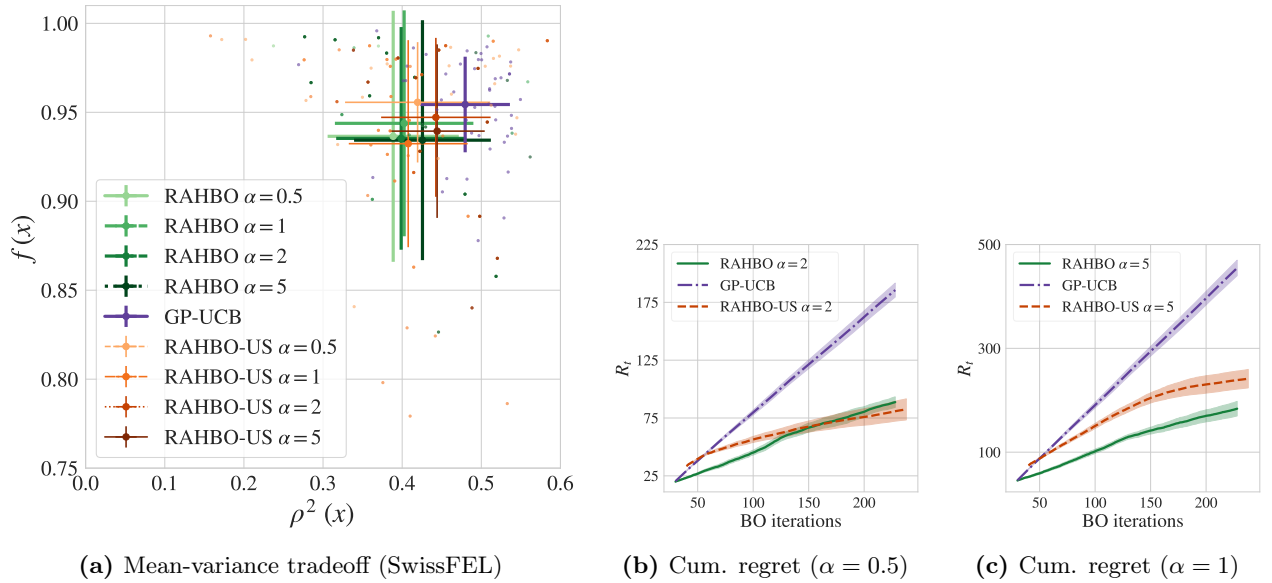 1.00
0.95
0.90
0.85
0.80
0.75
f (x)
RAHBO α = 0.5
RAHBO α = 1
RAHBO α = 2
RAHBO α = 5
GP-UCB
RAHBO-US α = 0.5
RAHBO-US α = 1
RAHBO-US α = 2
RAHBO-US α = 5
0.0 0.1 0.2 0.3 0.4 0.5 0.6
ρ² (x)
(a) Mean-variance tradeoff (SwissFEL)
225
175
125
75
25
R_t
RAHBO α = 2
GP-UCB
RAHBO-US α = 2
50 100 150 200
BO iterations
(b) Cum. regret (α = 0.5)
500
300
100
R_t
RAHBO α = 5
GP-UCB
RAHBO-US α = 5
50 100 150 200
BO iterations
(c) Cum. regret (α = 1)